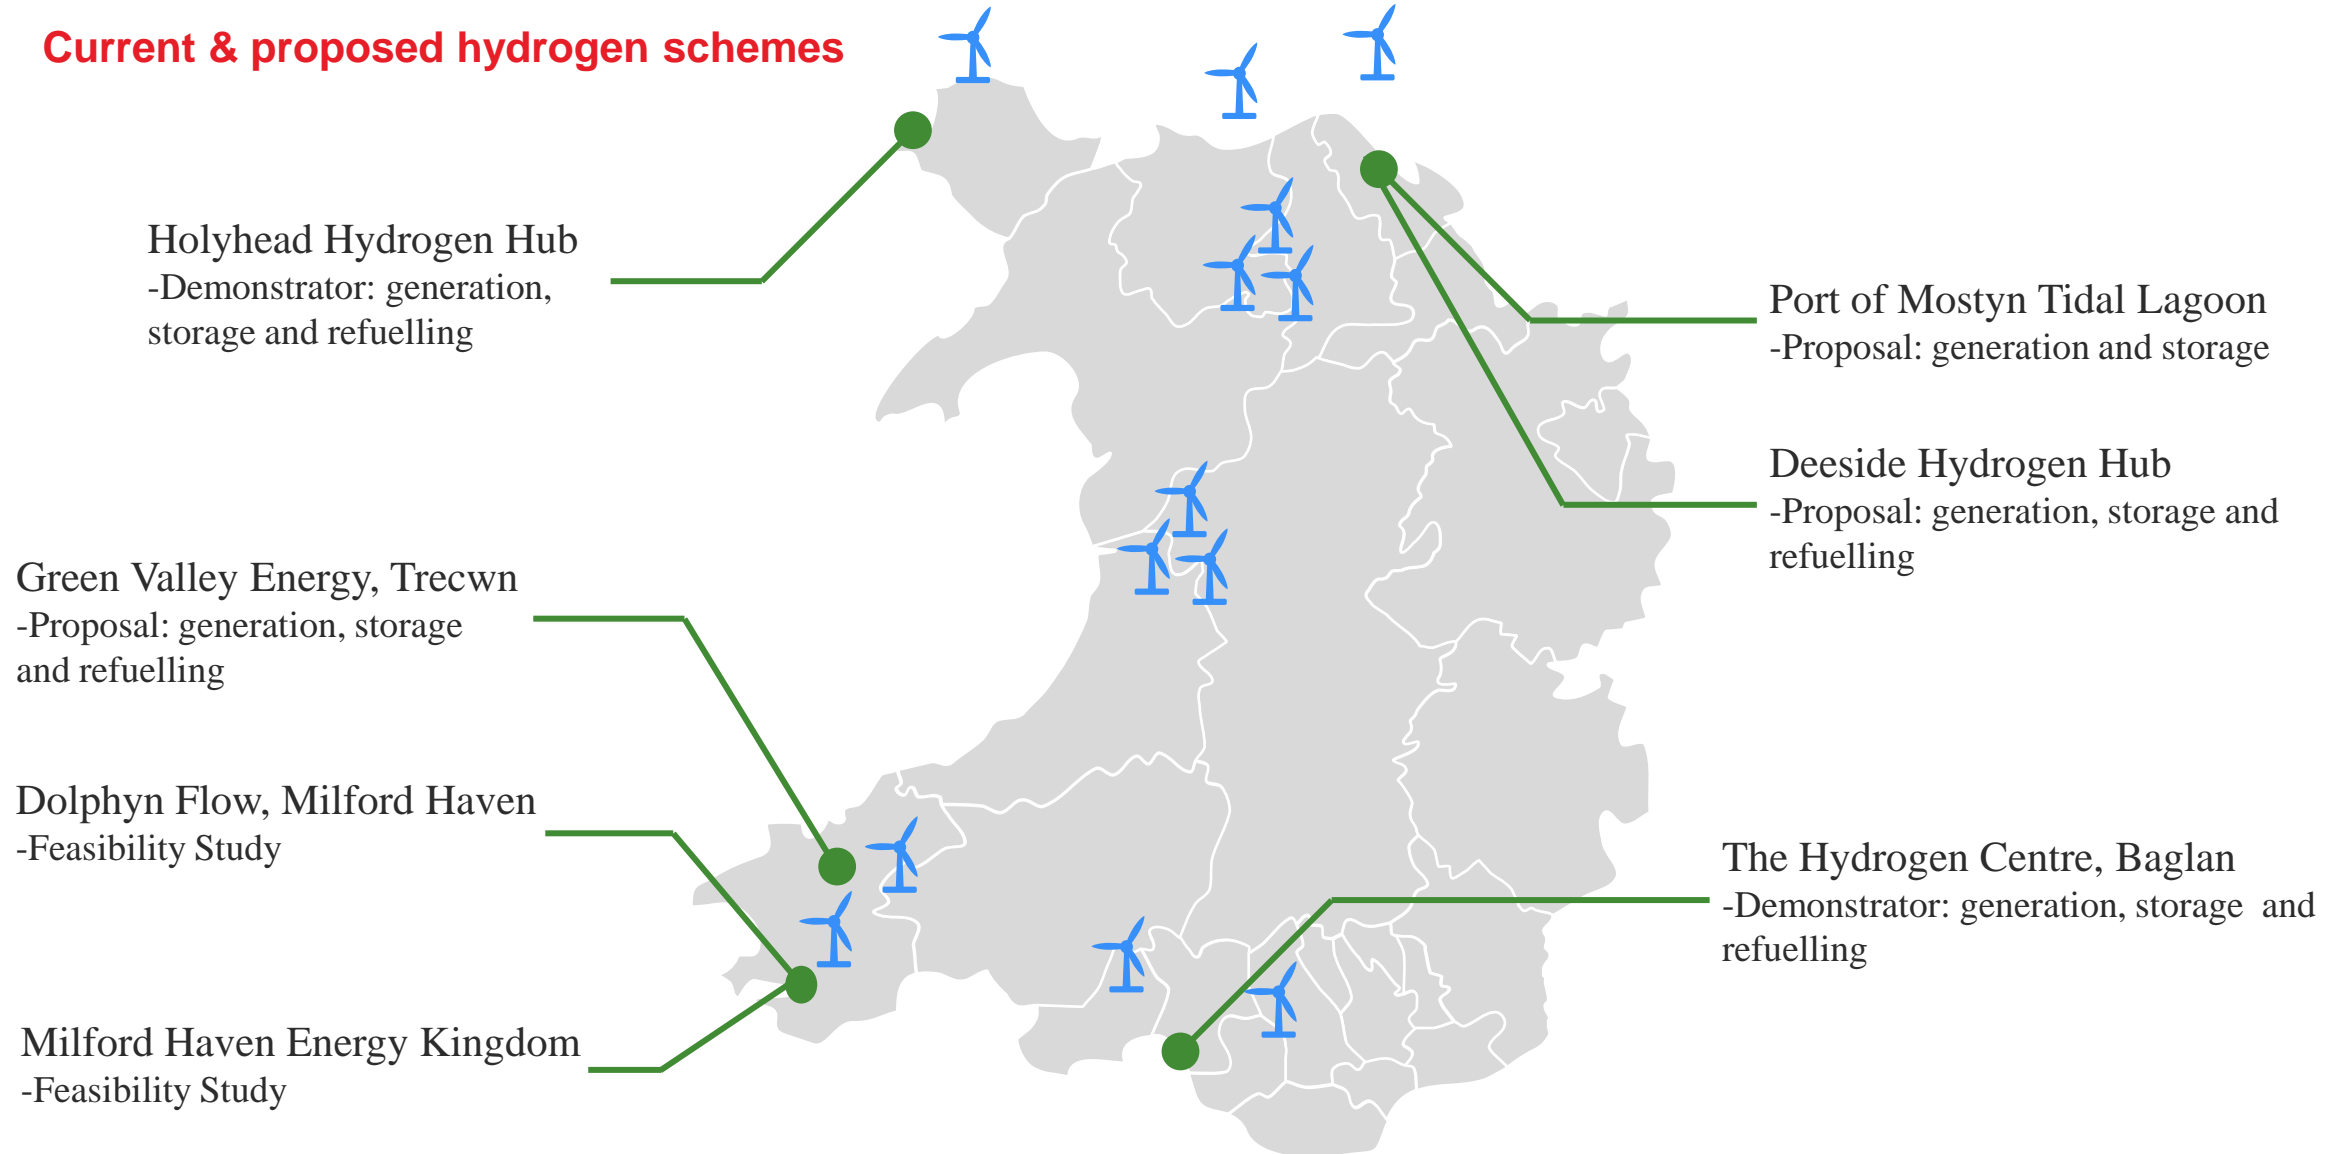 Current & proposed hydrogen schemes
Holyhead Hydrogen Hub
-Demonstrator: generation,
storage and refuelling
Green Valley Energy, Trecwn
-Proposal: generation, storage
and refuelling
Dolphyn Flow, Milford Haven
-Feasibility Study
Milford Haven Energy Kingdom
-Feasibility Study
Port of Mostyn Tidal Lagoon
-Proposal: generation and storage
Deeside Hydrogen Hub
-Proposal: generation, storage and
refuelling
The Hydrogen Centre, Baglan
-Demonstrator: generation, storage  and
refuelling